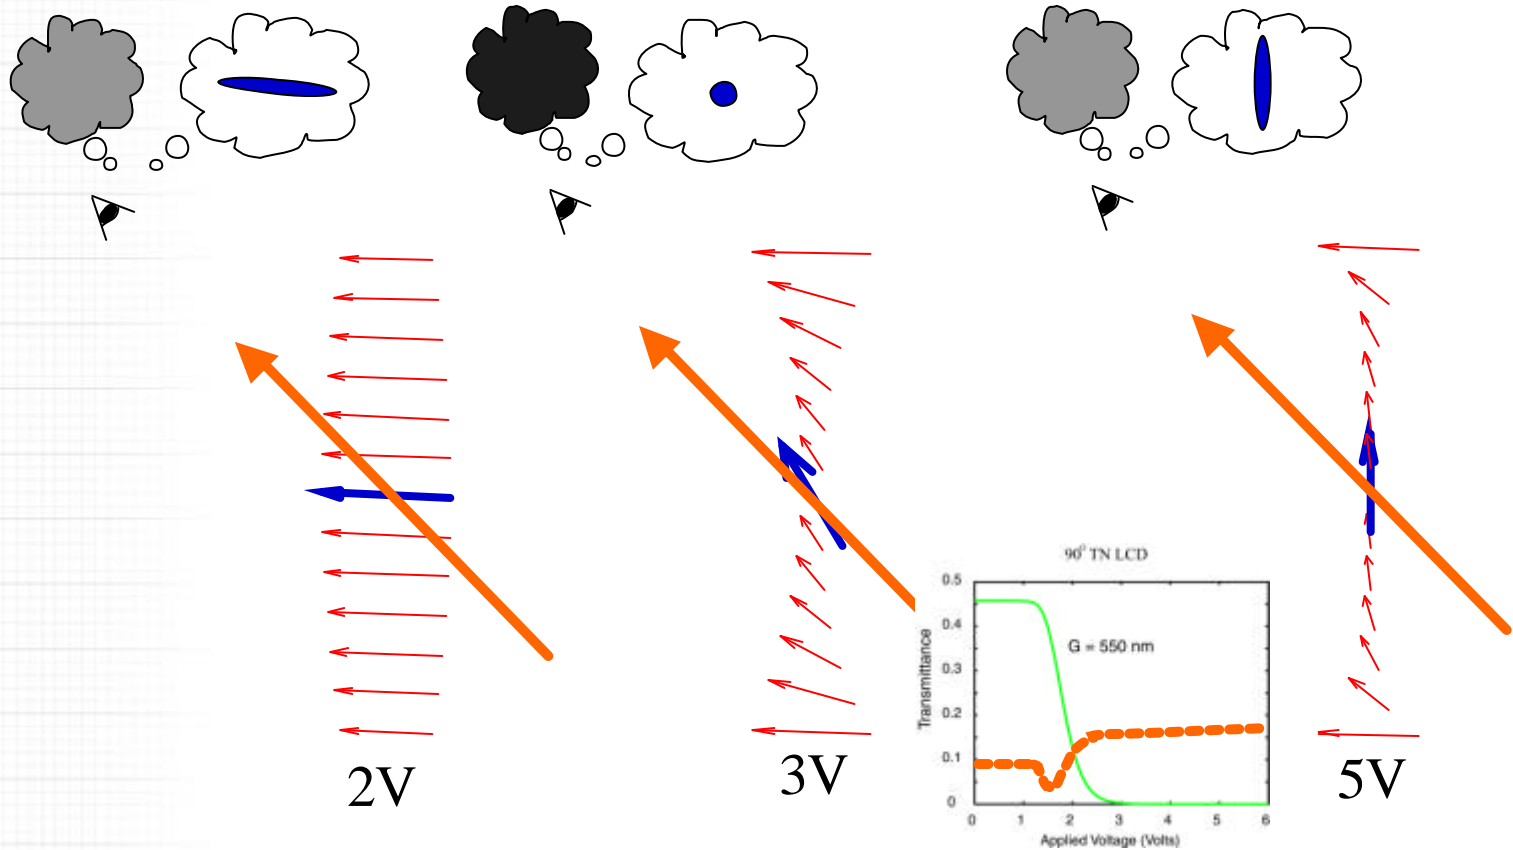 90° TN LCD
0.5
0.4
G = 550 nm
0.3
Transmittance
0.2
0.1
0
0 1 2 3 4 5 6
Applied Voltage (Volts)
2V
3V
5V